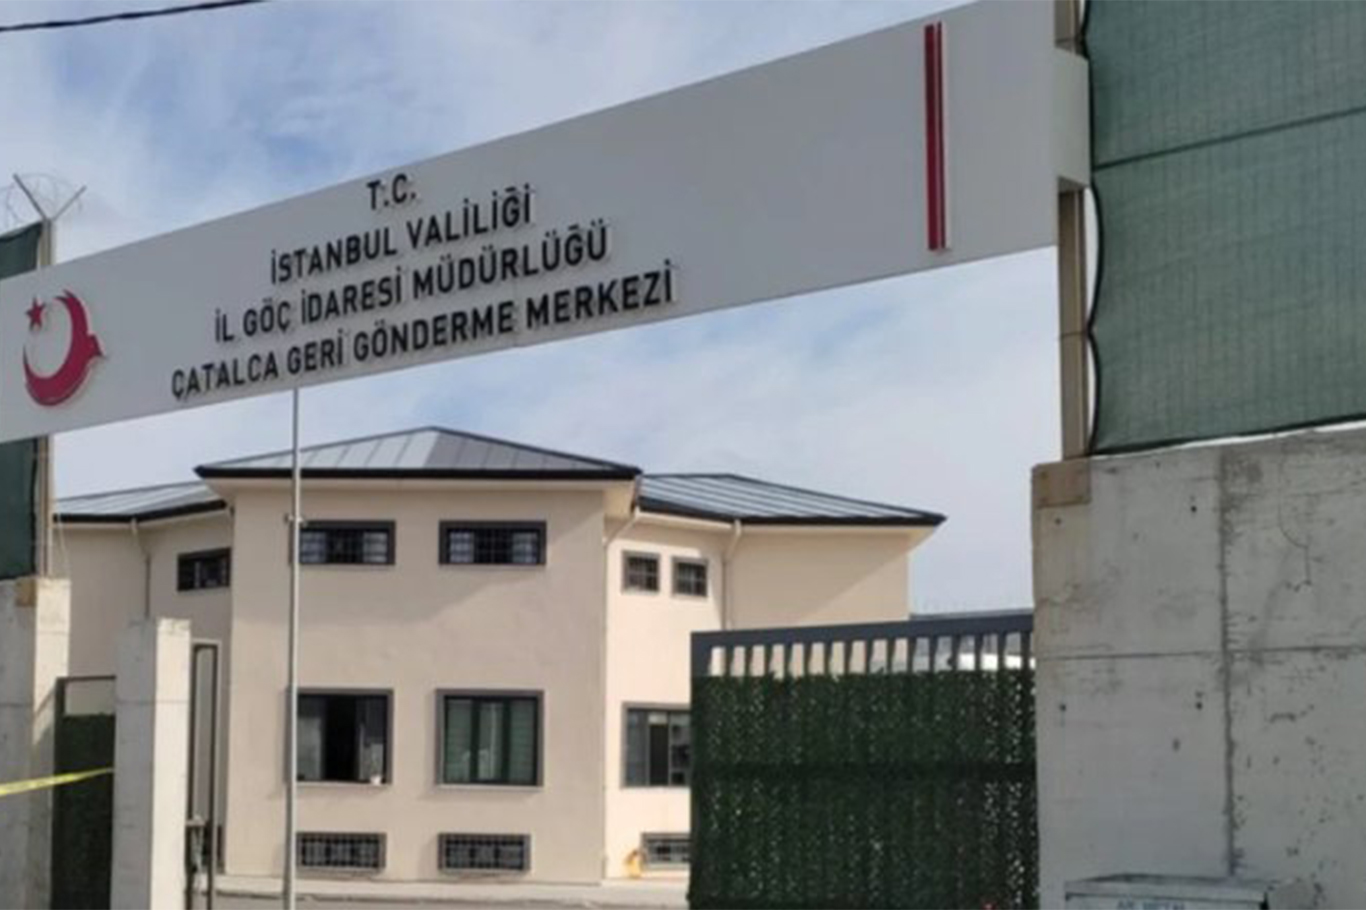 T.C.
İSTANBUL VALİLİĞİ
İL GÖÇ İDARESİ MÜDÜRLÜĞÜ
ÇATALCA GERİ GÖNDERME MERKEZİ